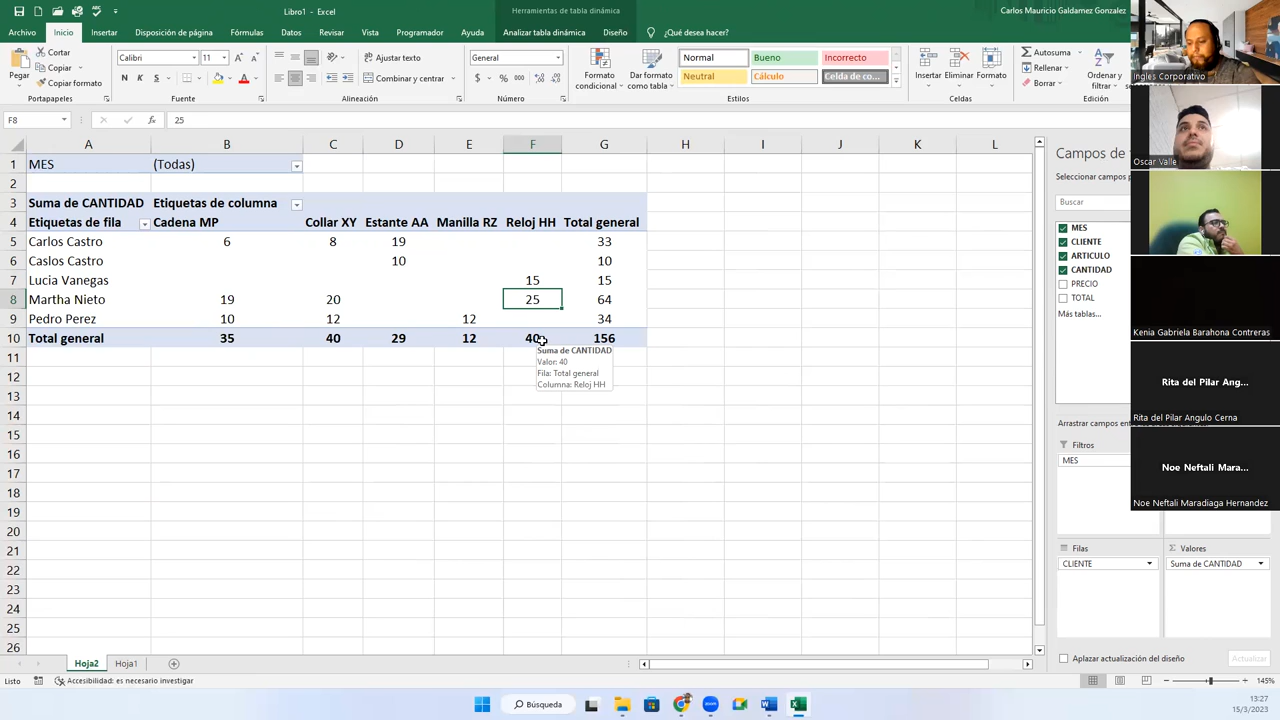 Libro1 - Excel
Herramientas de tabla dinámica
Carlos Mauricio Galdamez Gonzalez
Archivo Inicio Insertar Disposición de página Fórmulas Datos Revisar Vista Programador Ayuda Analizar tabla dinámica Diseño ¿Qué desea hacer?
Pegar
Cortar
Copiar
Copiar formato
Portapapeles
Calibri 11
N K S
Fuente
Ajustar texto
Combinar y centrar
Alineación
General
$ % 000
Número
Formato condicional
Dar formato como tabla
Normal Bueno Incorrecto
Neutral Cálculo Celda de co...
Estilos
Insertar Eliminar Formato
Celdas
Autosuma
Rellenar
Borrar
Ordenar y filtrar
Edición
F8 fx 25
A B C D E F G H I J K L
1 MES (Todas)
2
3 Suma de CANTIDAD Etiquetas de columna
4 Etiquetas de fila Cadena MP Collar XY Estante AA Manilla RZ Reloj HH Total general
5 Carlos Castro 6 8 19 33
6 Caslos Castro 10 10
7 Lucia Vanegas 15 15
8 Martha Nieto 19 20 25 64
9 Pedro Perez 10 12 12 34
10 Total general 35 40 29 12 40 156
11
12
13
14
15
16
17
18
19
20
21
22
23
24
25
26
Suma de CANTIDAD
Valor: 40
Fila: Total general
Columna: Reloj HH
Campos de
Seleccionar campos
Buscar
MES
CLIENTE
ARTICULO
CANTIDAD
PRECIO
TOTAL
Más tablas...
Arrastrar campos
Filtros
MES
Filas
CLIENTE
Σ Valores
Suma de CANTIDAD
Aplazar actualización del diseño
Actualizar
Ingles Corporativo
Oscar Valle
Kenia Gabriela Barahona Contreras
Rita del Pilar Ang...
Rita del Pilar Angulo Cerna
Noe Neftali Mara...
Noe Neftali Maradiaga Hernandez
Hoja2 Hoja1
Listo
Accesibilidad: es necesario investigar
145%
Búsqueda
13:27
15/3/2023